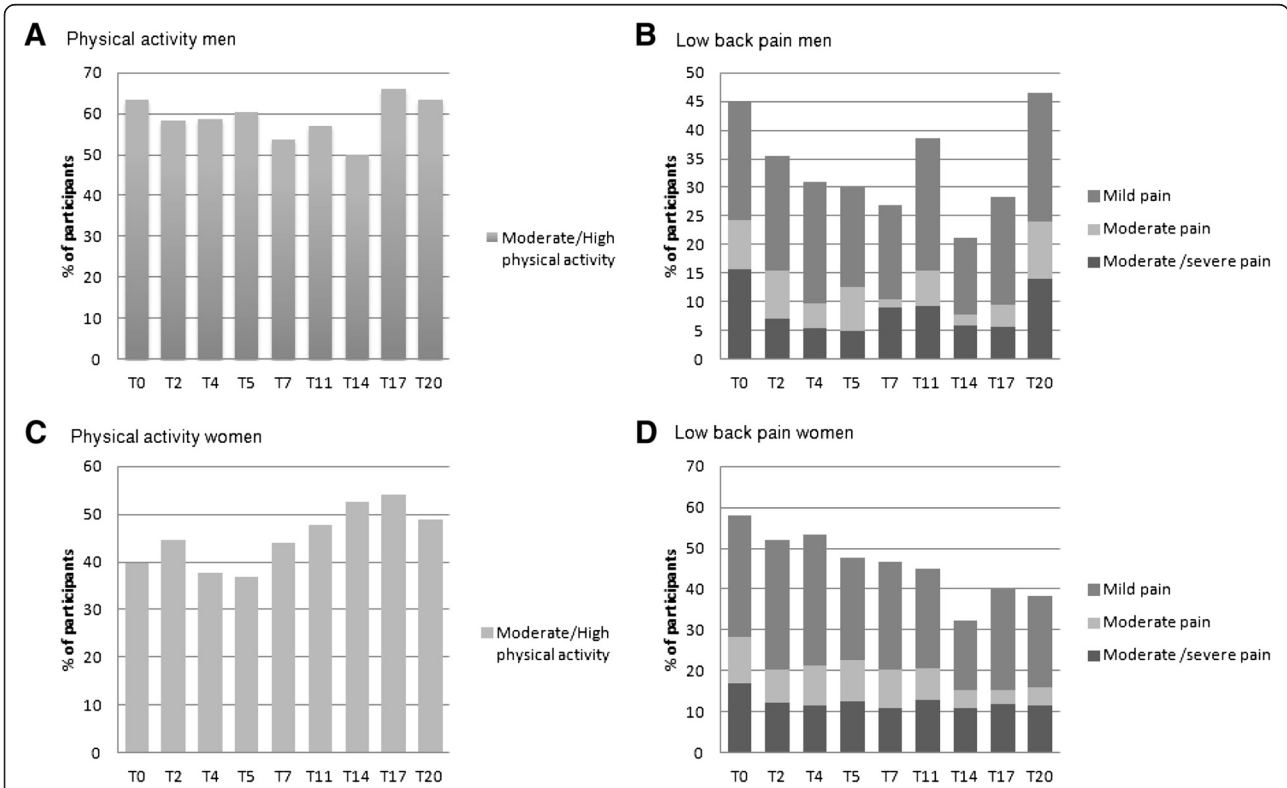 A Physical activity men
70
60
50
40
30
20
10
0
% of participants
T0 T2 T4 T5 T7 T11 T14 T17 T20
Moderate/High
physical activity
B Low back pain men
50
45
40
35
30
25
20
15
10
5
0
% of participants
T0 T2 T4 T5 T7 T11 T14 T17 T20
Mild pain
Moderate pain
Moderate /severe pain
C Physical activity women
60
50
40
30
20
10
0
% of participants
T0 T2 T4 T5 T7 T11 T14 T17 T20
Moderate/High
physical activity
D Low back pain women
70
60
50
40
30
20
10
0
% of participants
T0 T2 T4 T5 T7 T11 T14 T17 T20
Mild pain
Moderate pain
Moderate /severe pain